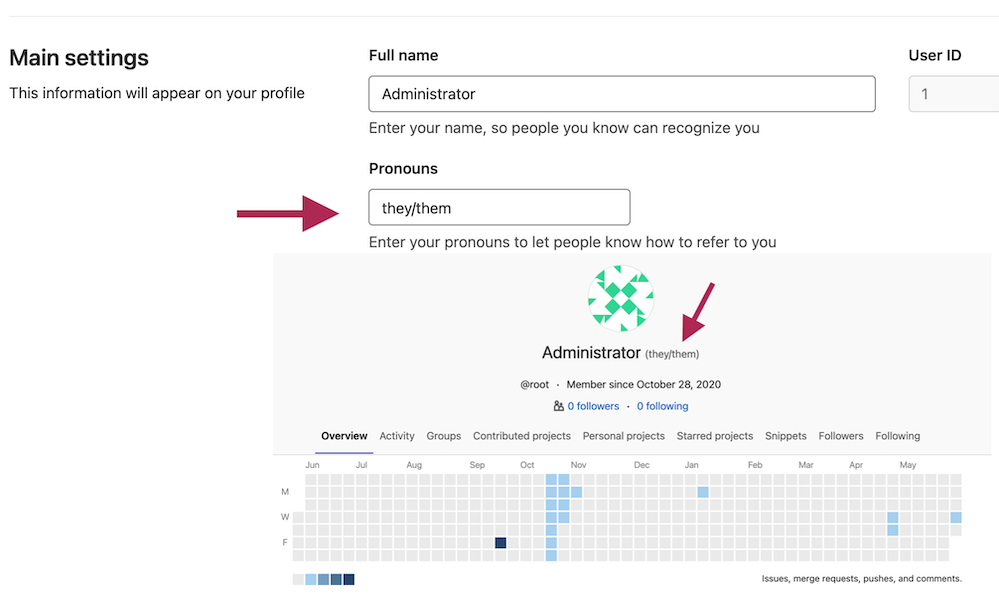 Main settings
This information will appear on your profile
Full name
Administrator
Enter your name, so people you know can recognize you
User ID
1
Pronouns
they/them
Enter your pronouns to let people know how to refer to you
Administrator (they/them)
@root · Member since October 28, 2020
0 followers · 0 following
Overview Activity Groups Contributed projects Personal projects Starred projects Snippets Followers Following
Jun Jul Aug Sep Oct Nov Dec Jan Feb Mar Apr May
M
W
F
Issues, merge requests, pushes, and comments.